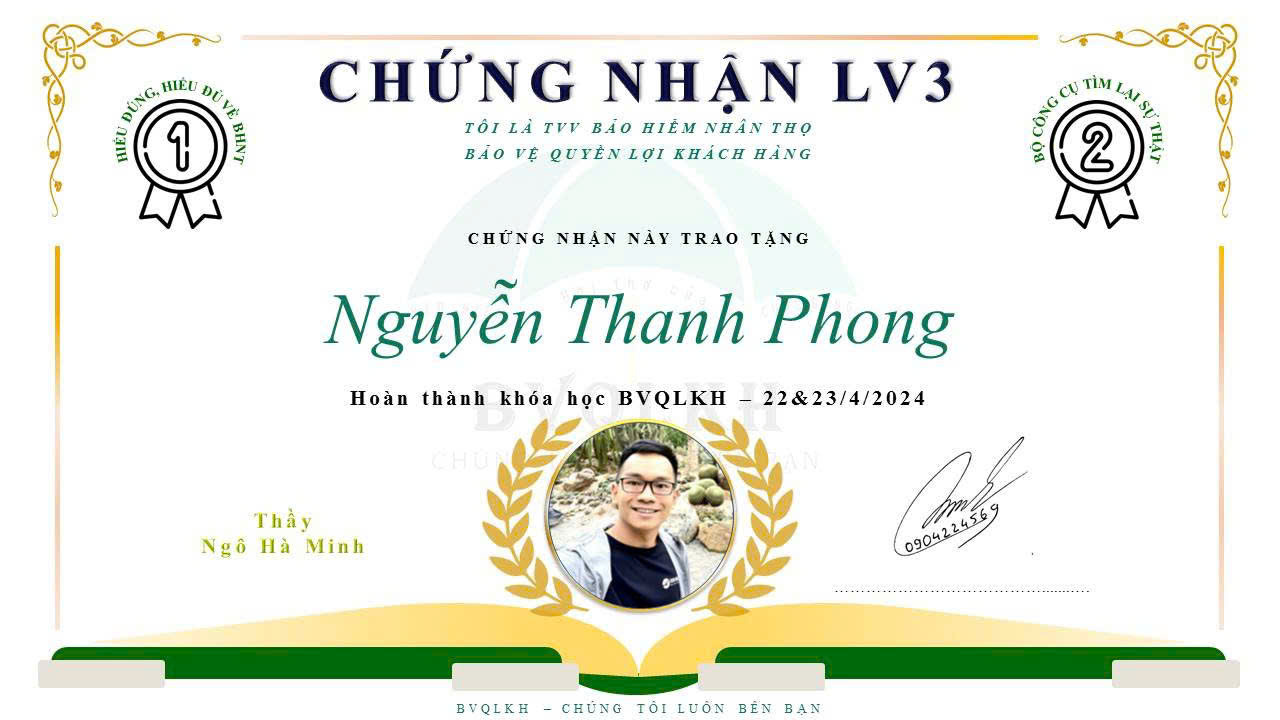 CHỨNG NHẬN LV3
TÔI LÀ TVV BẢO HIỂM NHÂN THỌ
BẢO VỆ QUYỀN LỢI KHÁCH HÀNG
HIỂU ĐÚNG, HIỂU ĐỦ VỀ BHNT
1
BỘ CÔNG CỤ TÌM LẠI SỰ THẬT
2
CHỨNG NHẬN NÀY TRAO TẶNG
Nguyễn Thanh Phong
Hoàn thành khóa học BVQLKH – 22&23/4/2024
BVQLKH
Thầy
Ngô Hà Minh
0904224569
BVQLKH – CHÚNG TÔI LUÔN BÊN BẠN